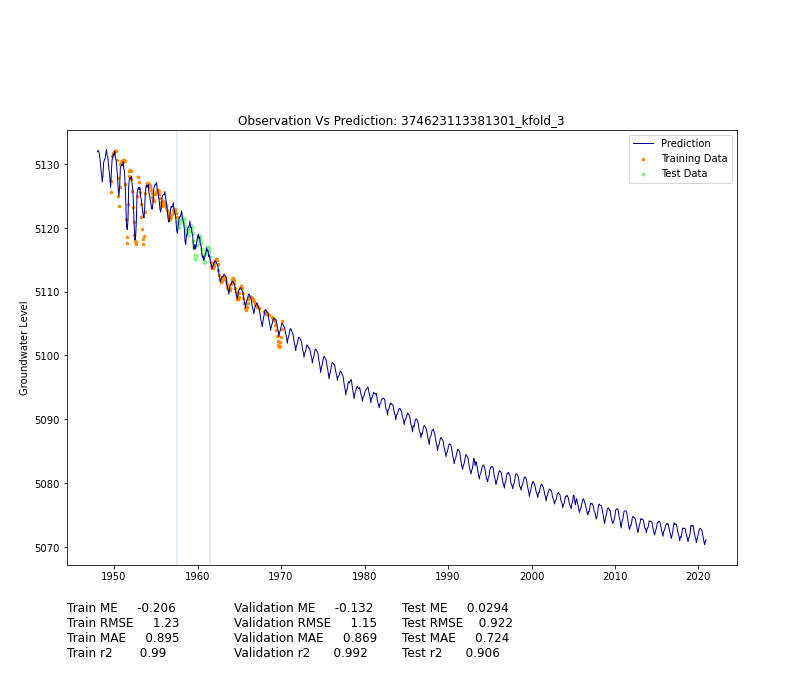 Observation Vs Prediction: 374623113381301_kfold_3
Prediction
Training Data
Test Data
Groundwater Level
5130
5120
5110
5100
5090
5080
5070
1950 1960 1970 1980 1990 2000 2010 2020
Train ME -0.206 Validation ME -0.132 Test ME 0.0294
Train RMSE 1.23 Validation RMSE 1.15 Test RMSE 0.922
Train MAE 0.895 Validation MAE 0.869 Test MAE 0.724
Train r2 0.99 Validation r2 0.992 Test r2 0.906